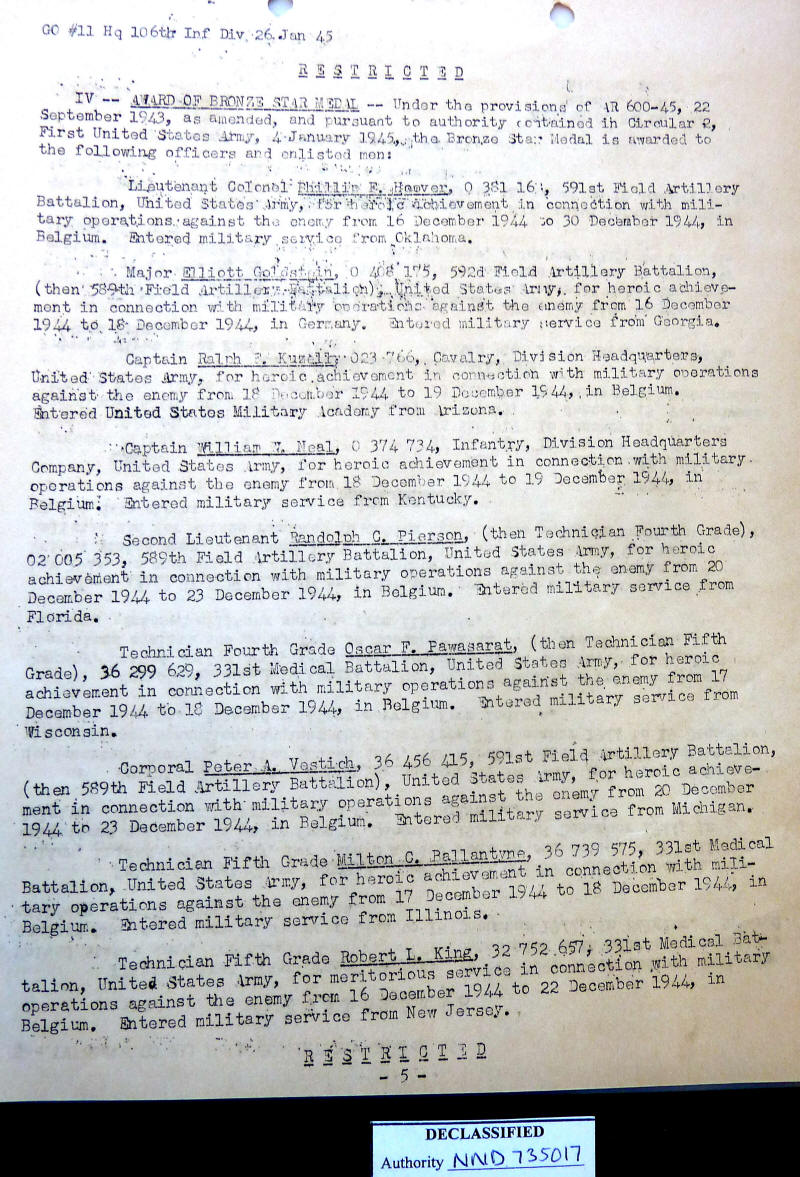 GO #11 Hq 106th Inf Div 26 Jan 45
R E S T R I C T E D
IV -- AWARD OF BRONZE STAR MEDAL -- Under the provisions of AR 600-45, 22
September 1943, as amended, and pursuant to authority contained in Circular 2,
First United States Army, 4 January 1945, the Bronze Star Medal is awarded to
the following officers and enlisted men:
Lieutenant Colonel Phillip F. Hoover, O 381 16, 591st Field Artillery
Battalion, United States Army, for heroic achievement in connection with mili-
tary operations against the enemy from 16 December 1944 to 30 December 1944, in
Belgium. Entered military service from Oklahoma.
Major Elliott Goldstein, O 408 175, 592d Field Artillery Battalion,
(then 589th Field Artillery Battalion), United States Army, for heroic achieve-
ment in connection with military operations against the enemy from 16 December
1944 to 18 December 1944, in Germany. Entered military service from Georgia.
Captain Ralph 023 766, Cavalry, Division Headquarters,
United States Army, for heroic achievement in connection with military operations
against the enemy from 18 December 1944 to 19 December 1944, in Belgium.
Entered United States Military Academy from Arizona.
Captain William Neal, O 374 734, Infantry, Division Headquarters
Company, United States Army, for heroic achievement in connection with military
operations against the enemy from 18 December 1944 to 19 December 1944, in
Belgium. Entered military service from Kentucky.
Second Lieutenant Randolph C. Pierson, (then Technician Fourth Grade),
O2 005 353, 589th Field Artillery Battalion, United States Army, for heroic
achievement in connection with military operations against the enemy from 20
December 1944 to 23 December 1944, in Belgium. Entered military service from
Florida.
Technician Fourth Grade Oscar F. Pawasarat, (then Technician Fifth
Grade), 36 299 629, 331st Medical Battalion, United States Army, for heroic
achievement in connection with military operations against the enemy from 17
December 1944 to 18 December 1944, in Belgium. Entered military service from
Wisconsin.
Corporal Peter A. Vestich, 36 456 415, 591st Field Artillery Battalion,
(then 589th Field Artillery Battalion), United States Army, for heroic achieve-
ment in connection with military operations against the enemy from 20 December
1944 to 23 December 1944, in Belgium. Entered military service from Michigan.
Technician Fifth Grade Milton C. Ballantyne, 36 739 575, 331st Medical
Battalion, United States Army, for heroic achievement in connection with mili-
tary operations against the enemy from 17 December 1944 to 18 December 1944, in
Belgium. Entered military service from Illinois.
Technician Fifth Grade Robert L. King, 32 752 657, 331st Medical Bat-
talion, United States Army, for meritorious service in connection with military
operations against the enemy from 16 December 1944 to 22 December 1944, in
Belgium. Entered military service from New Jersey.
R E S T R I C T E D
- 5 -
DECLASSIFIED
Authority NND 735017